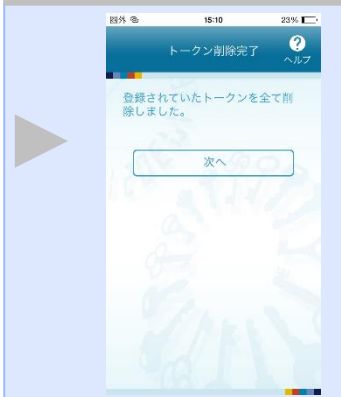 圏外 15:10 23%
トークン削除完了 ?
ヘルプ
登録されていたトークンを全て削
除しました。
次へ